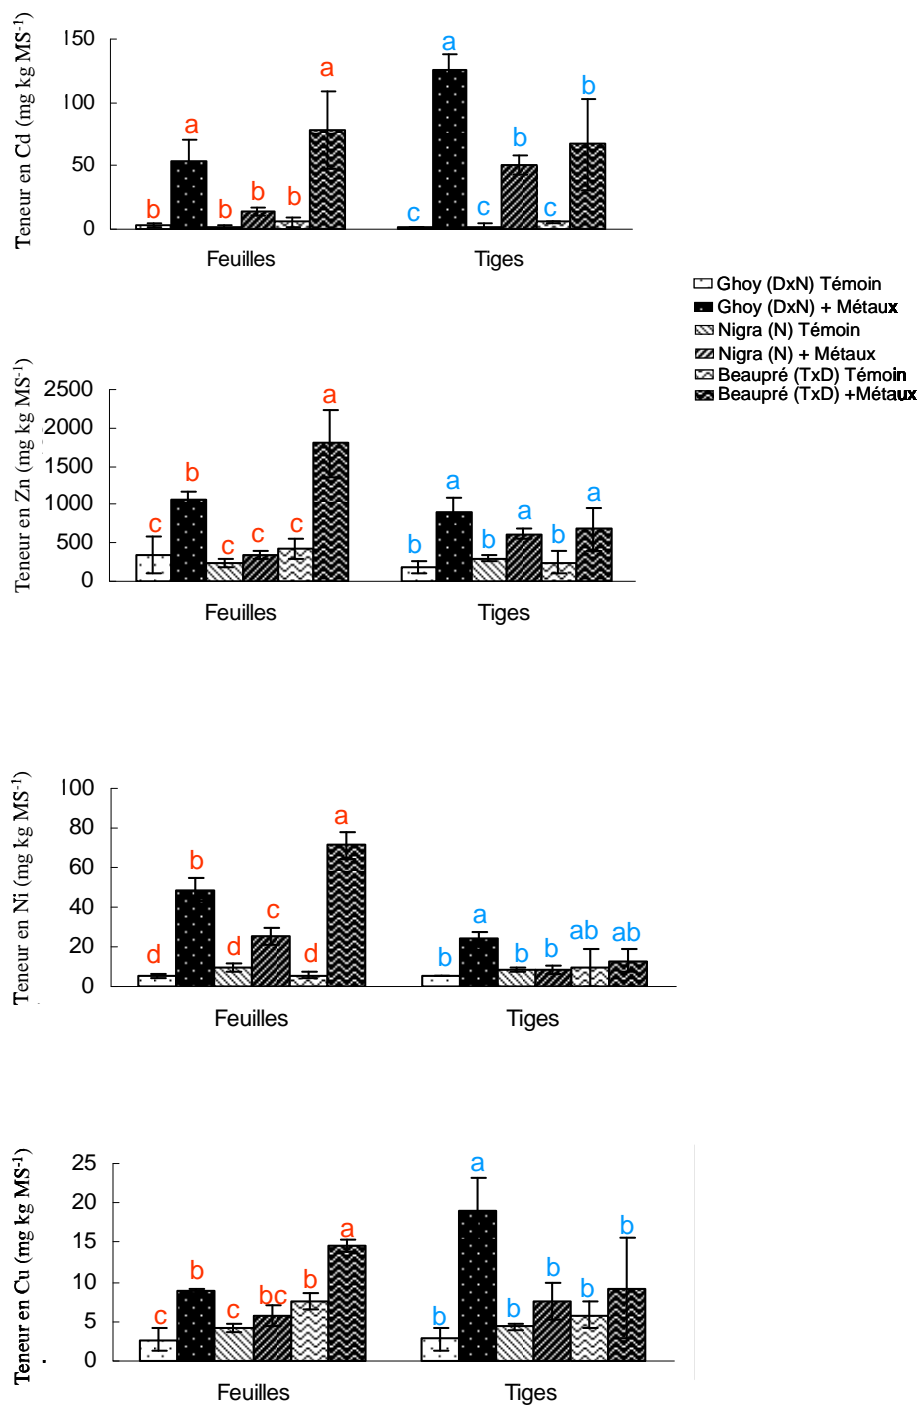 Teneur en Cd (mg kg MS-1)
150
100
50
0
b
a
b
b
b
a
c
a
c
b
c
b
Feuilles
Tiges
Ghoy (DxN) Témoin
Ghoy (DxN) + Métaux
Nigra (N) Témoin
Nigra (N) + Métaux
Beaupré (TxD) Témoin
Beaupré (TxD) +Métaux
Teneur en Zn (mg kg MS-1)
2500
2000
1500
1000
500
0
c
b
c
c
c
a
b
a
b
a
b
a
Feuilles
Tiges
Teneur en Ni (mg kg MS-1)
100
80
60
40
20
0
d
b
d
c
d
a
b
a
b
b
ab
ab
Feuilles
Tiges
Teneur en Cu (mg kg MS-1)
25
20
15
10
5
0
c
b
c
bc
b
a
b
a
b
b
b
b
Feuilles
Tiges